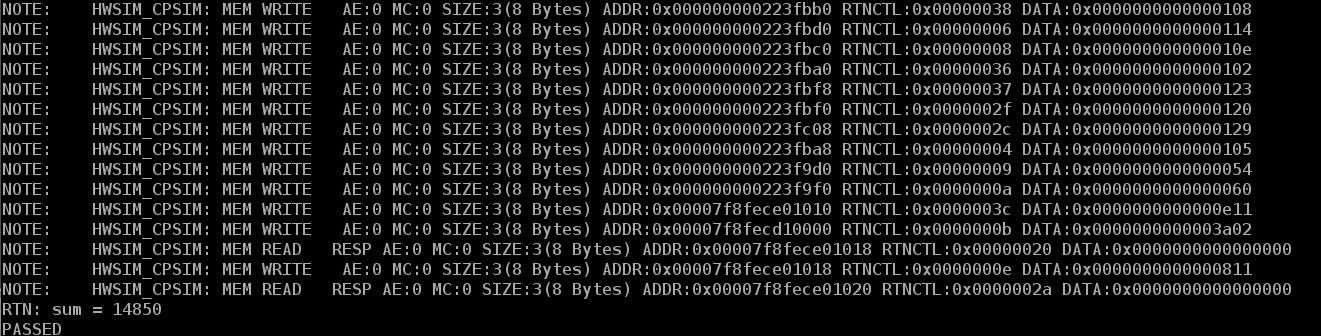 NOTE: HWSIM_CPSIM: MEM WRITE AE:0 MC:0 SIZE:3(8 Bytes) ADDR:0x000000000223fbb0 RTNCTL:0x00000038 DATA:0x0000000000000108
NOTE: HWSIM_CPSIM: MEM WRITE AE:0 MC:0 SIZE:3(8 Bytes) ADDR:0x000000000223fbd0 RTNCTL:0x00000006 DATA:0x0000000000000114
NOTE: HWSIM_CPSIM: MEM WRITE AE:0 MC:0 SIZE:3(8 Bytes) ADDR:0x000000000223fbc0 RTNCTL:0x00000008 DATA:0x000000000000010e
NOTE: HWSIM_CPSIM: MEM WRITE AE:0 MC:0 SIZE:3(8 Bytes) ADDR:0x000000000223fba0 RTNCTL:0x00000036 DATA:0x0000000000000102
NOTE: HWSIM_CPSIM: MEM WRITE AE:0 MC:0 SIZE:3(8 Bytes) ADDR:0x000000000223fbf8 RTNCTL:0x00000037 DATA:0x0000000000000123
NOTE: HWSIM_CPSIM: MEM WRITE AE:0 MC:0 SIZE:3(8 Bytes) ADDR:0x000000000223fbf0 RTNCTL:0x0000002f DATA:0x0000000000000120
NOTE: HWSIM_CPSIM: MEM WRITE AE:0 MC:0 SIZE:3(8 Bytes) ADDR:0x000000000223fc08 RTNCTL:0x0000002c DATA:0x0000000000000129
NOTE: HWSIM_CPSIM: MEM WRITE AE:0 MC:0 SIZE:3(8 Bytes) ADDR:0x000000000223fba8 RTNCTL:0x00000004 DATA:0x0000000000000105
NOTE: HWSIM_CPSIM: MEM WRITE AE:0 MC:0 SIZE:3(8 Bytes) ADDR:0x000000000223f9d0 RTNCTL:0x00000009 DATA:0x0000000000000054
NOTE: HWSIM_CPSIM: MEM WRITE AE:0 MC:0 SIZE:3(8 Bytes) ADDR:0x000000000223f9f0 RTNCTL:0x0000000a DATA:0x0000000000000060
NOTE: HWSIM_CPSIM: MEM WRITE AE:0 MC:0 SIZE:3(8 Bytes) ADDR:0x00007f8fece01010 RTNCTL:0x0000003c DATA:0x0000000000000e11
NOTE: HWSIM_CPSIM: MEM WRITE AE:0 MC:0 SIZE:3(8 Bytes) ADDR:0x00007f8fecd10000 RTNCTL:0x0000000b DATA:0x0000000000003a02
NOTE: HWSIM_CPSIM: MEM READ RESP AE:0 MC:0 SIZE:3(8 Bytes) ADDR:0x00007f8fece01018 RTNCTL:0x00000020 DATA:0x0000000000000000
NOTE: HWSIM_CPSIM: MEM WRITE AE:0 MC:0 SIZE:3(8 Bytes) ADDR:0x00007f8fece01018 RTNCTL:0x0000000e DATA:0x0000000000000811
NOTE: HWSIM_CPSIM: MEM READ RESP AE:0 MC:0 SIZE:3(8 Bytes) ADDR:0x00007f8fece01020 RTNCTL:0x0000002a DATA:0x0000000000000000
RTN: sum = 14850
PASSED